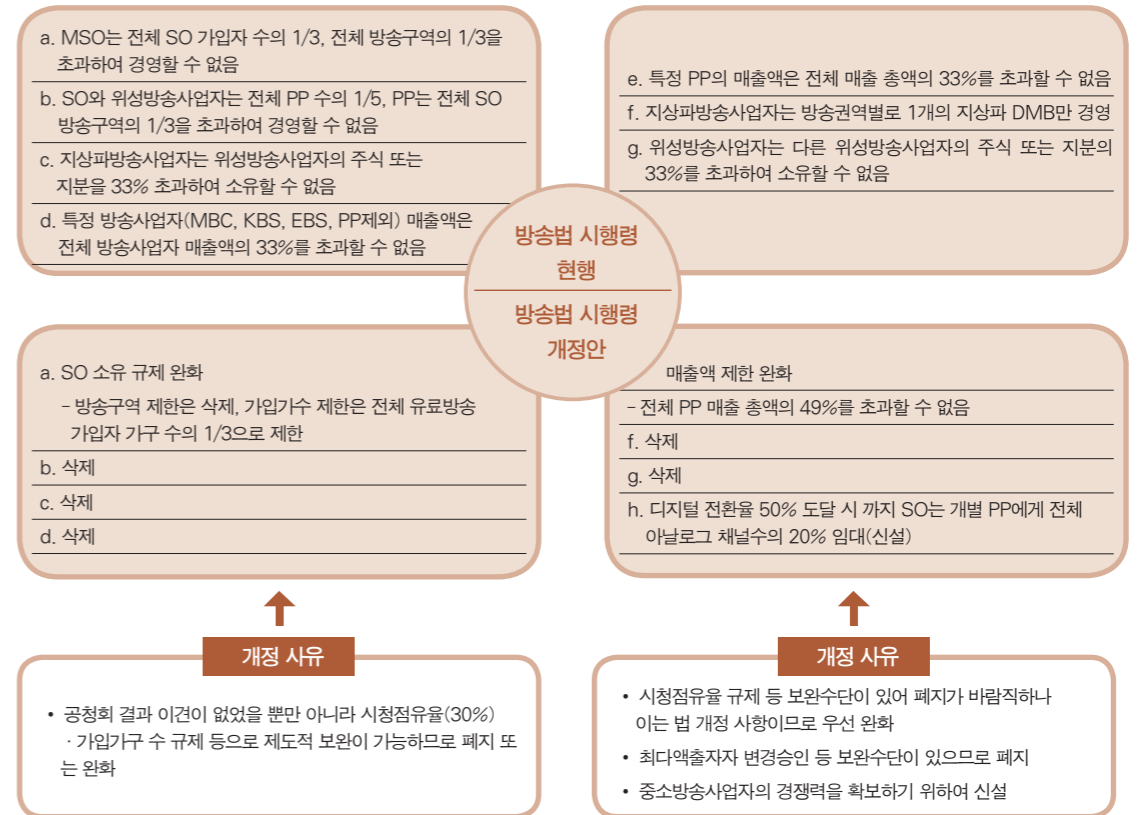 a. MSO는 전체 SO 가입자 수의 1/3, 전체 방송구역의 1/3을
초과하여 경영할 수 없음
b. SO와 위성방송사업자는 전체 PP 수의 1/5, PP는 전체 SO
방송구역의 1/3을 초과하여 경영할 수 없음
c. 지상파방송사업자는 위성방송사업자의 주식 또는
지분을 33% 초과하여 소유할 수 없음
d. 특정 방송사업자(MBC, KBS, EBS, PP제외) 매출액은
전체 방송사업자 매출액의 33%를 초과할 수 없음
e. 특정 PP의 매출액은 전체 매출 총액의 33%를 초과할 수 없음
f. 지상파방송사업자는 방송권역별로 1개의 지상파 DMB만 경영
g. 위성방송사업자는 다른 위성방송사업자의 주식 또는 지분의
33%를 초과하여 소유할 수 없음
방송법 시행령
현행
방송법 시행령
개정안
a. SO 소유 규제 완화
- 방송구역 제한은 삭제, 가입가수 제한은 전체 유료방송
가입자 가구 수의 1/3으로 제한
b. 삭제
c. 삭제
d. 삭제
매출액 제한 완화
- 전체 PP 매출 총액의 49%를 초과할 수 없음
f. 삭제
g. 삭제
h. 디지털 전환율 50% 도달 시 까지 SO는 개별 PP에게 전체
아날로그 채널수의 20% 임대(신설)
개정 사유
• 공청회 결과 이견이 없었을 뿐만 아니라 시청점유율(30%)
· 가입가구 수 규제 등으로 제도적 보완이 가능하므로 폐지 또
는 완화
개정 사유
• 시청점유율 규제 등 보완수단이 있어 폐지가 바람직하나
이는 법 개정 사항이므로 우선 완화
• 최다액출자자 변경승인 등 보완수단이 있으므로 폐지
• 중소방송사업자의 경쟁력을 확보하기 위하여 신설